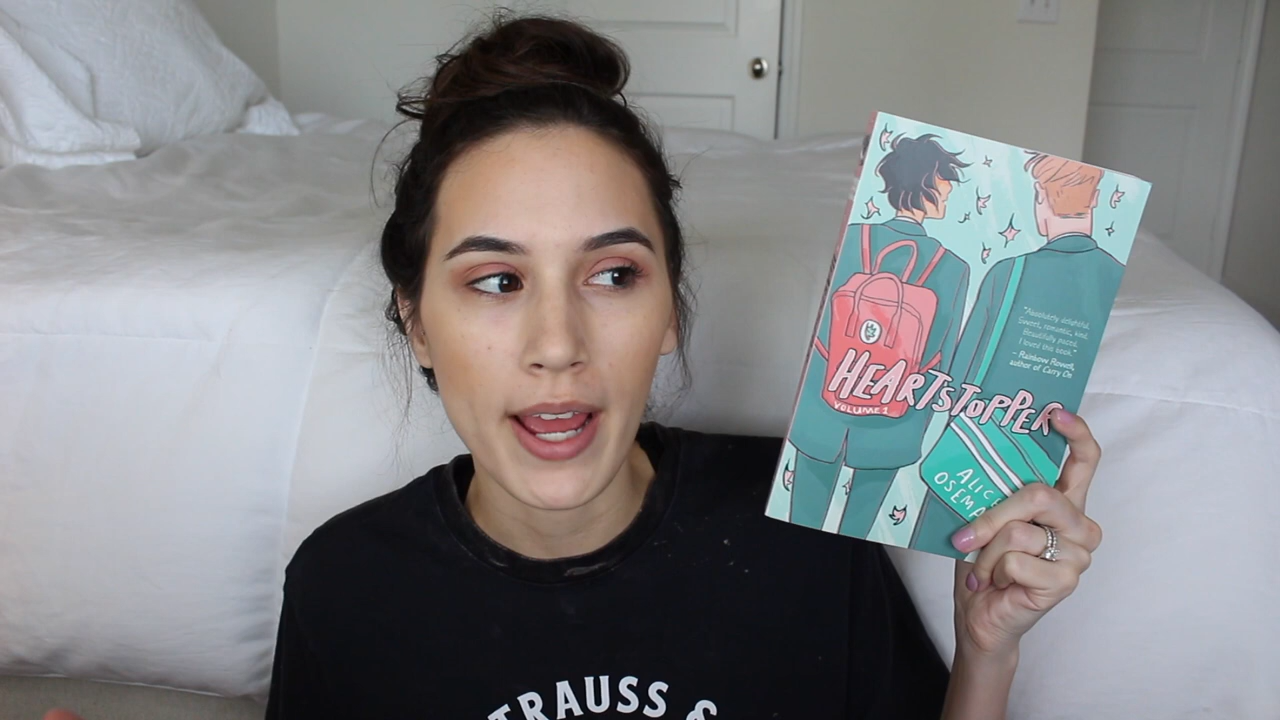 "Absolutely delightful.
Sweet, romantic, kind.
Beautifully paced.
I loved this book."
– Rainbow Rowell,
author of Carry On
HEARTSTOPPER
VOLUME 1
ALICE
OSEMA
TRAUSS &